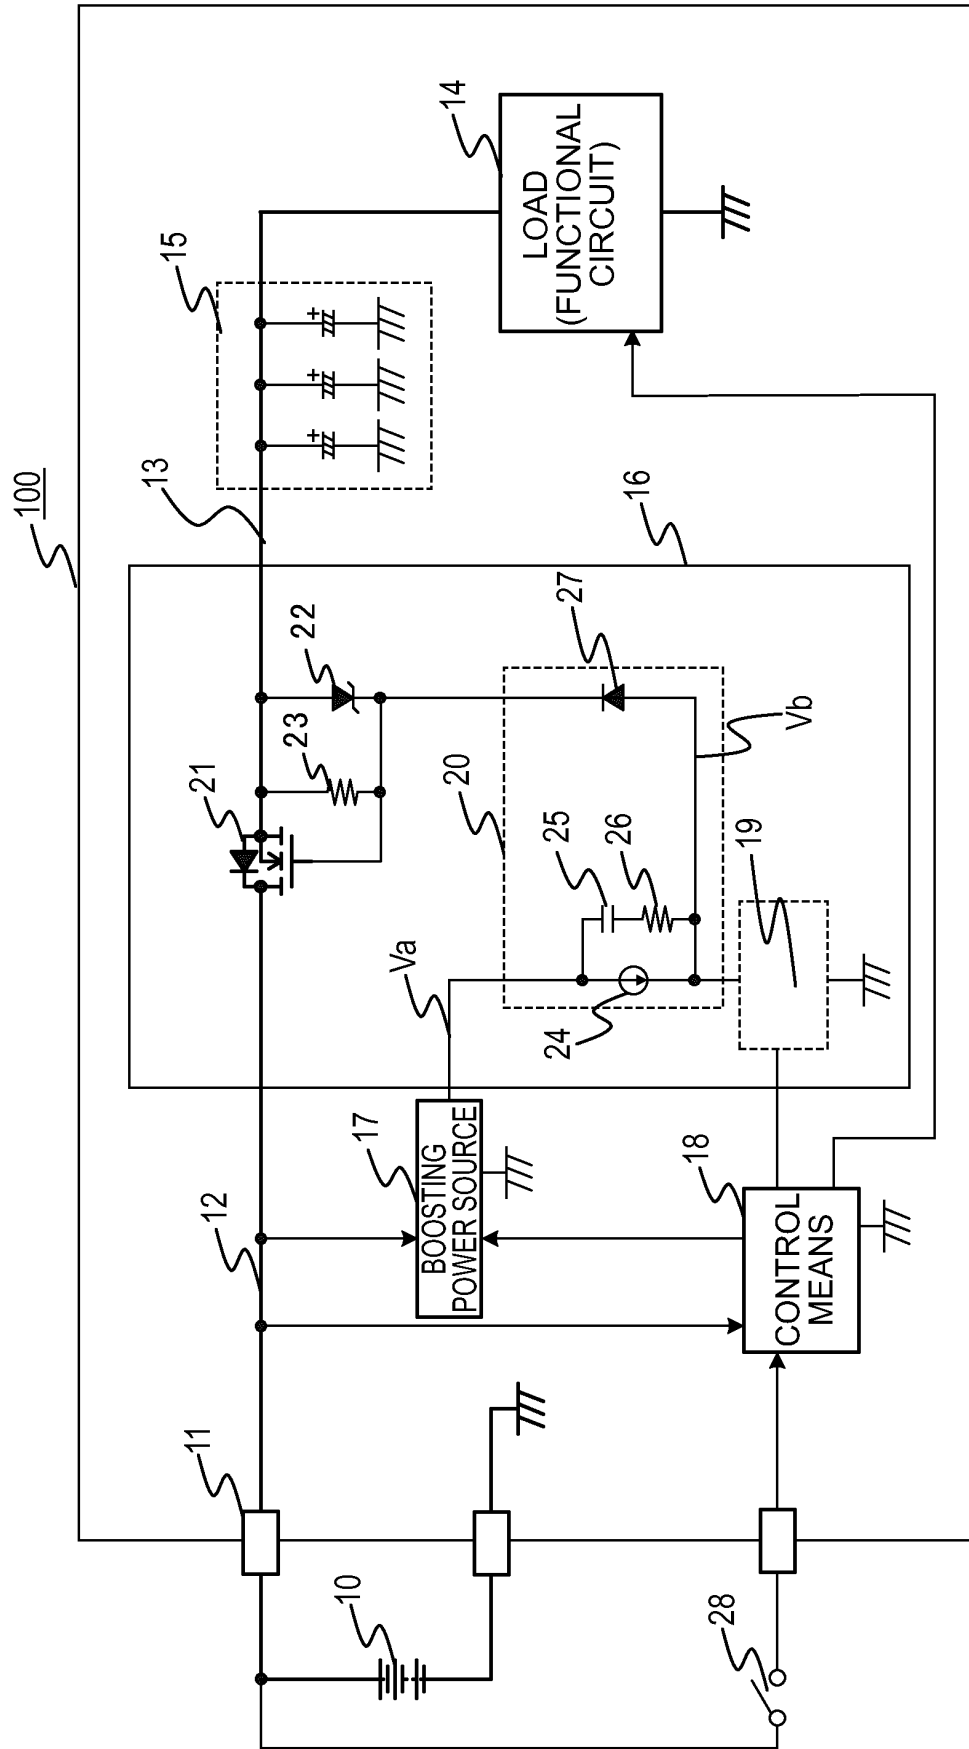 100
15
14
LOAD
(FUNCTIONAL
CIRCUIT)
13
16
22
23
21
27
20
25
26
24
19
Va
Vb
12
17
BOOSTING
POWER SOURCE
18
CONTROL
MEANS
11
10
28
+
+
+